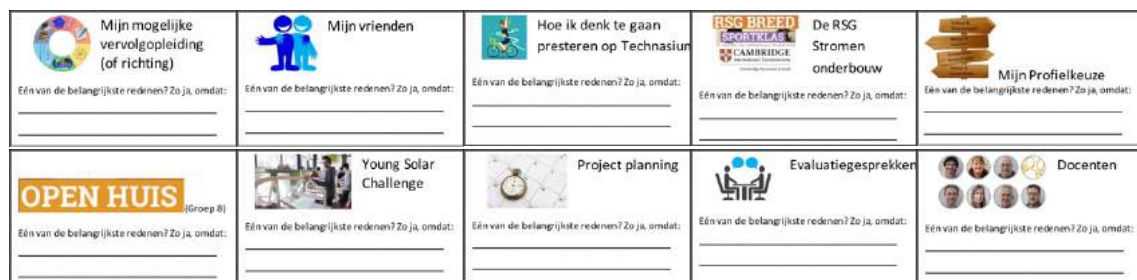 Mijn mogelijke
vervolgopleiding
(of richting)
Eén van de belangrijkste redenen? Zo ja, omdat:
Mijn vrienden
Eén van de belangrijkste redenen? Zo ja, omdat:
Hoe ik denk te gaan
presteren op Technasium
Eén van de belangrijkste redenen? Zo ja, omdat:
RSG BREED
SPORTKLAS
CAMBRIDGE
De RSG
Stromen
onderbouw
Eén van de belangrijkste redenen? Zo ja, omdat:
Mijn Profielkeuze
Eén van de belangrijkste redenen? Zo ja, omdat:
OPEN HUIS (Groep 8)
Eén van de belangrijkste redenen? Zo ja, omdat:
Young Solar
Challenge
Eén van de belangrijkste redenen? Zo ja, omdat:
Project planning
Eén van de belangrijkste redenen? Zo ja, omdat:
Evaluatiegesprekken
Eén van de belangrijkste redenen? Zo ja, omdat:
Docenten
Eén van de belangrijkste redenen? Zo ja, omdat: